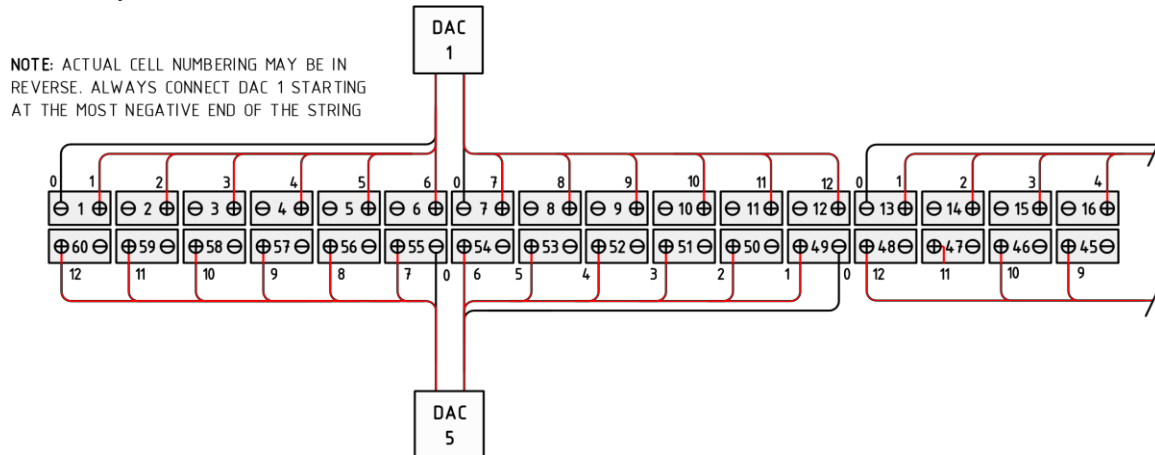 DAC
1
NOTE: ACTUAL CELL NUMBERING MAY BE IN
REVERSE. ALWAYS CONNECT DAC 1 STARTING
AT THE MOST NEGATIVE END OF THE STRING
0 1 2 3 4 5 6 0 7 8 9 10 11 12 0 1 2 3 4
1 2 3 4 5 6 7 8 9 10 11 12 13 14 15 16
60 59 58 57 56 55 54 53 52 51 50 49 48 47 46 45
12 11 10 9 8 7 0 6 5 4 3 2 1 0 12 11 10 9
DAC
5